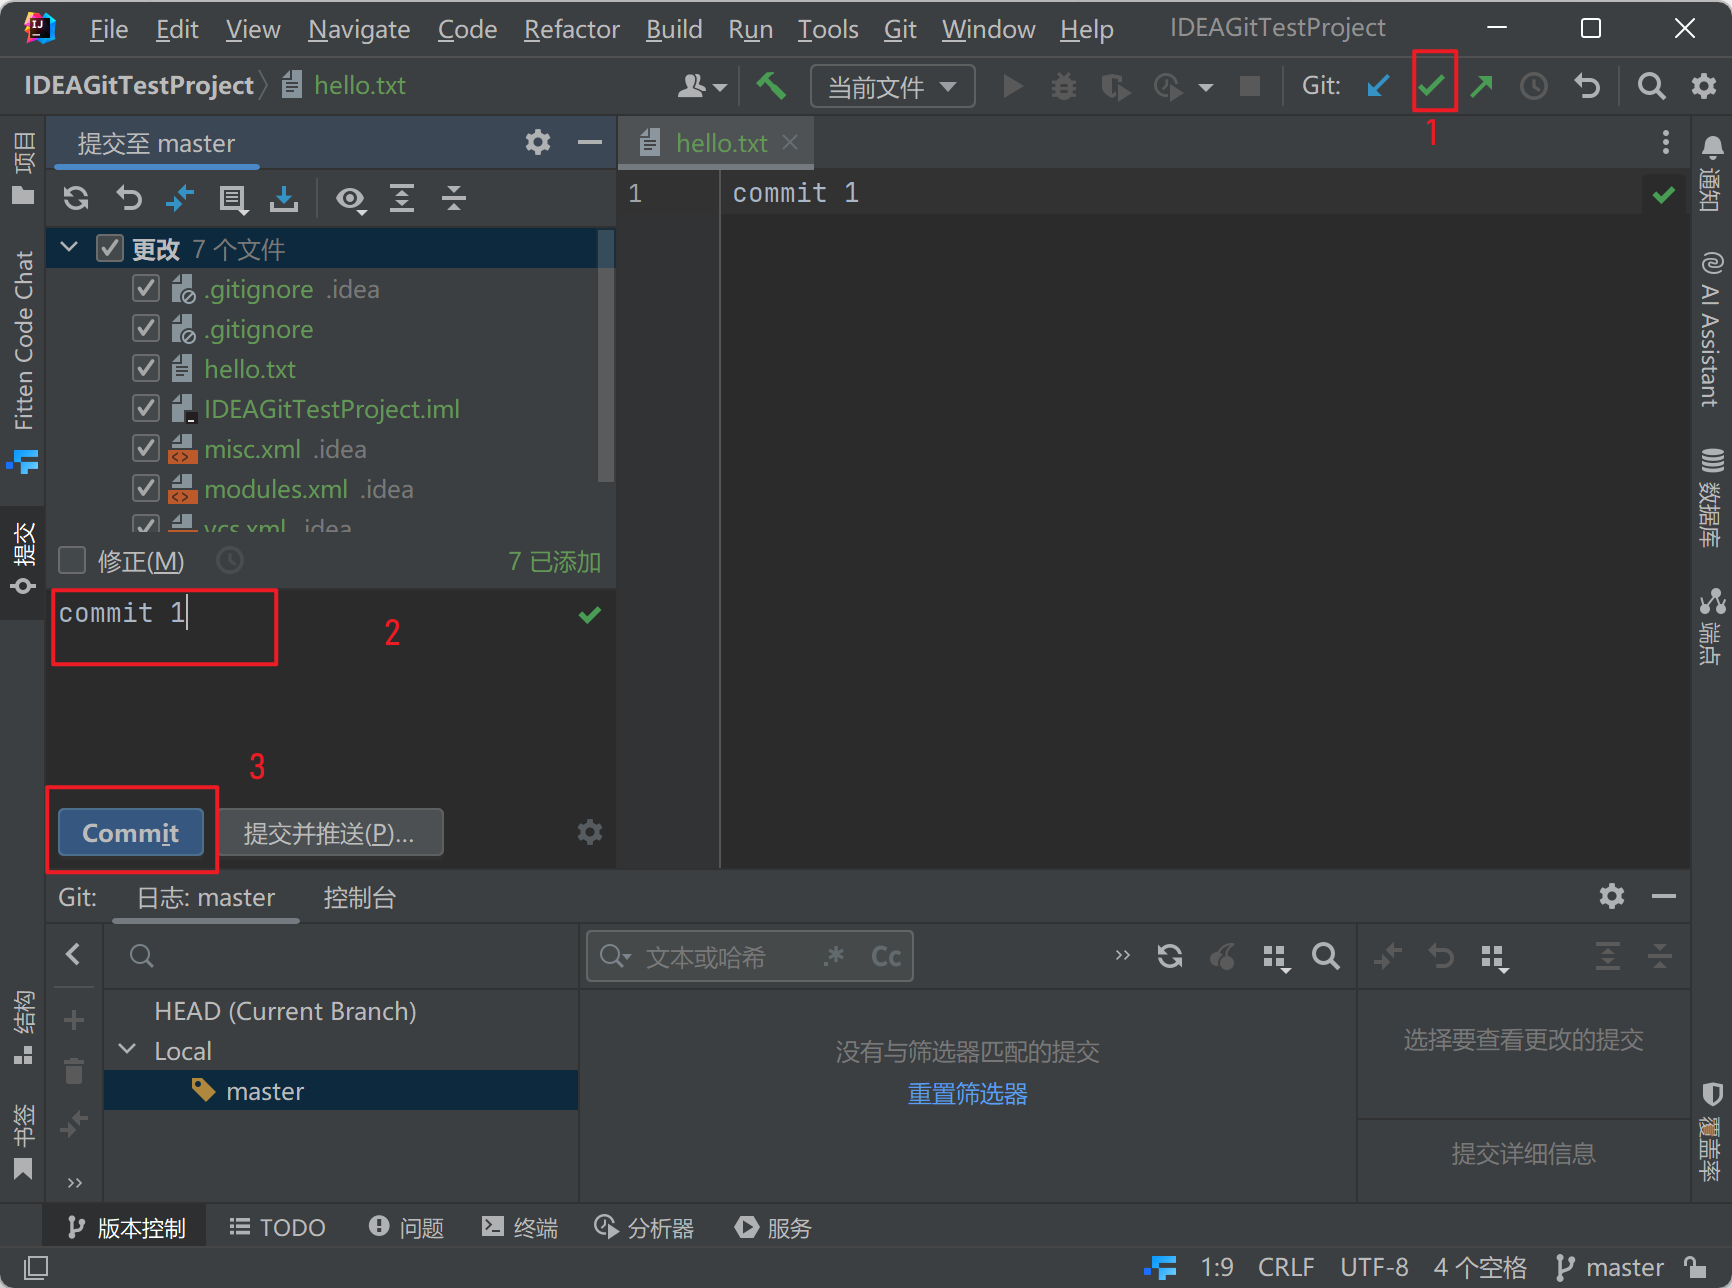 File Edit View Navigate Code Refactor Build Run Tools Git Window Help IDEAGitTestProject
IDEAGitTestProject hello.txt 当前文件 Git:
1
项目
Fitten Code Chat
提交
结构
书签
提交至 master
更改 7 个文件
.gitignore .idea
.gitignore
hello.txt
IDEAGitTestProject.iml
misc.xml .idea
modules.xml .idea
vcs.xml .idea
修正(M) 7 已添加
commit 1
2
3
Commit 提交并推送(P)...
hello.txt
1 commit 1
通知
AI Assistant
数据库
端点
覆盖率
Git: 日志: master 控制台
HEAD (Current Branch)
Local
master
文本或哈希 .* Cc
没有与筛选器匹配的提交
重置筛选器
选择要查看更改的提交
提交详细信息
版本控制 TODO 问题 终端 分析器 服务
1:9 CRLF UTF-8 4 个空格 master